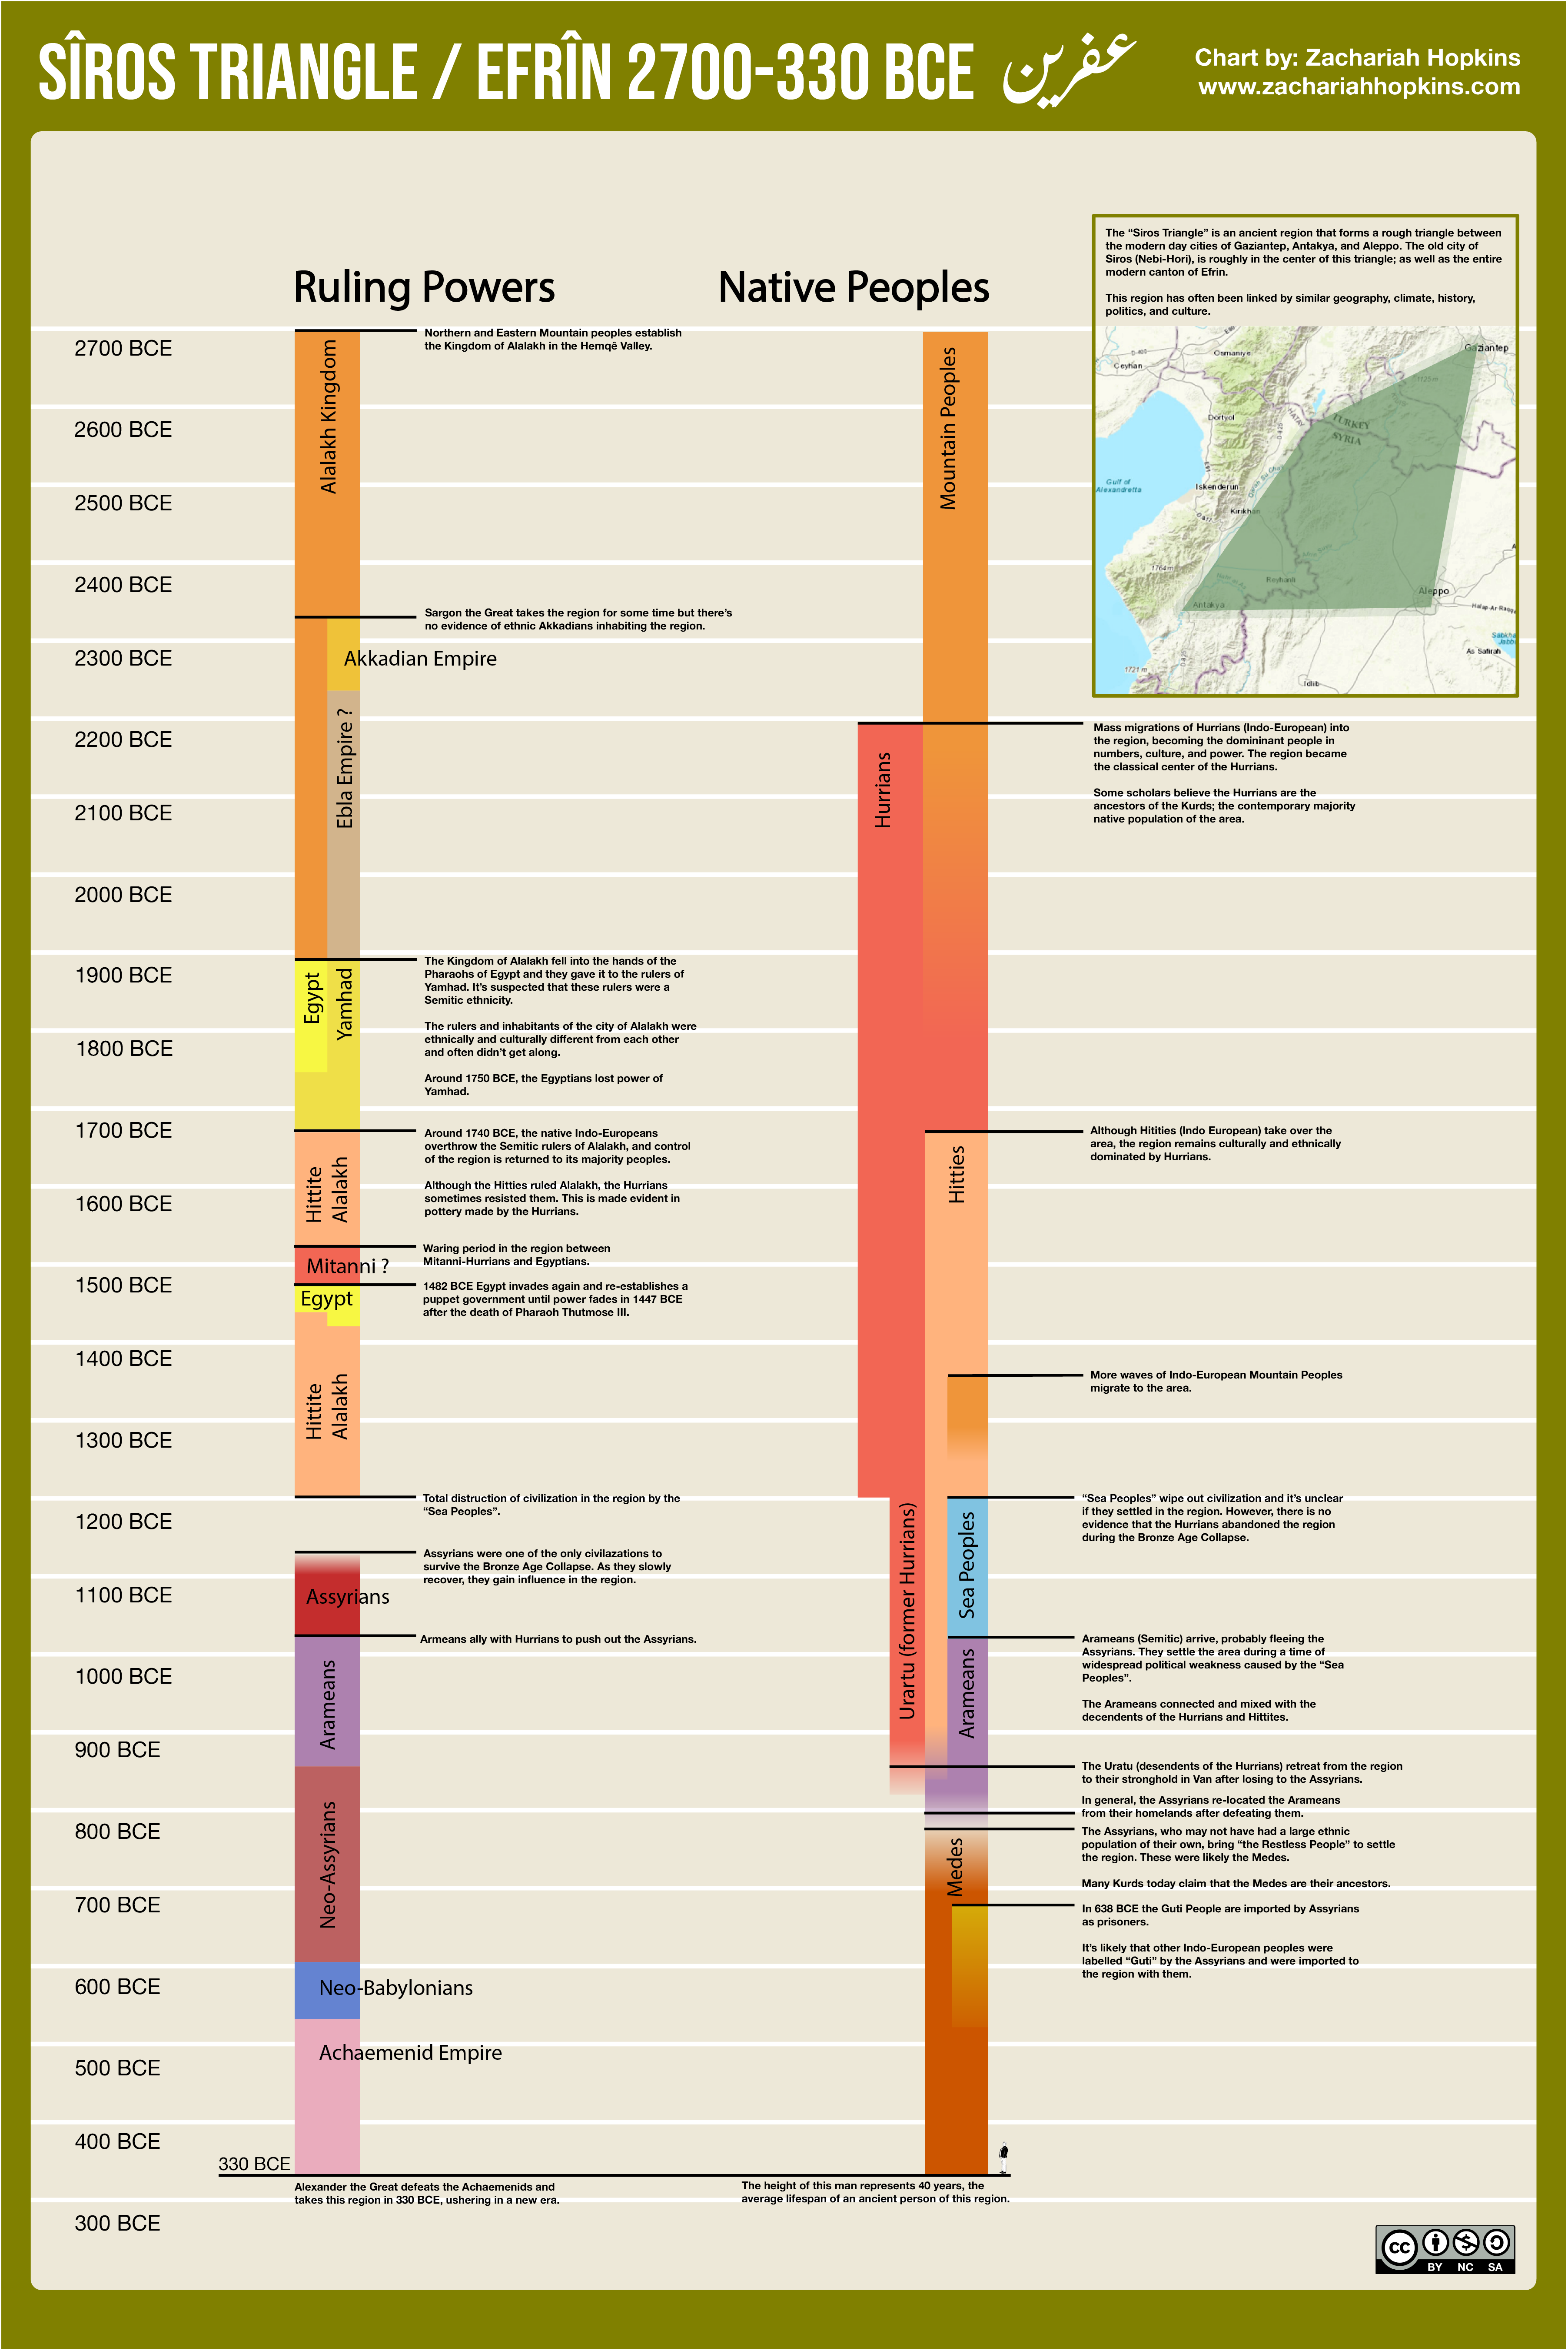 SÎROS TRIANGLE / EFRÎN 2700-330 BCE عفرين
Chart by: Zachariah Hopkins
www.zachariahhopkins.com
The “Siros Triangle” is an ancient region that forms a rough triangle between
the modern day cities of Gaziantep, Antakya, and Aleppo. The old city of
Siros (Nebi-Hori), is roughly in the center of this triangle; as well as the entire
modern canton of Efrin.
This region has often been linked by similar geography, climate, history,
politics, and culture.
Gaziantep
Osmaniye
Ceyhan
Dörtyol
HATAY
TURKEY
SYRIA
Gulf of
Alexandretta
Iskenderun
Kirikhan
1764 m
Reyhanli
Antakya
Aleppo
As Safirah
1721 m
Idlib
Ruling Powers
Native Peoples
2700 BCE
2600 BCE
2500 BCE
2400 BCE
2300 BCE
2200 BCE
2100 BCE
2000 BCE
1900 BCE
1800 BCE
1700 BCE
1600 BCE
1500 BCE
1400 BCE
1300 BCE
1200 BCE
1100 BCE
1000 BCE
900 BCE
800 BCE
700 BCE
600 BCE
500 BCE
400 BCE
330 BCE
300 BCE
Alalakh Kingdom
Northern and Eastern Mountain peoples establish
the Kingdom of Alalakh in the Hemqê Valley.
Sargon the Great takes the region for some time but there’s
no evidence of ethnic Akkadians inhabiting the region.
Akkadian Empire
Ebla Empire ?
Egypt
Yamhad
The Kingdom of Alalakh fell into the hands of the
Pharaohs of Egypt and they gave it to the rulers of
Yamhad. It’s suspected that these rulers were a
Semitic ethnicity.
The rulers and inhabitants of the city of Alalakh were
ethnically and culturally different from each other
and often didn’t get along.
Around 1750 BCE, the Egyptians lost power of
Yamhad.
Hittite
Alalakh
Around 1740 BCE, the native Indo-Europeans
overthrow the Semitic rulers of Alalakh, and control
of the region is returned to its majority peoples.
Although the Hitties ruled Alalakh, the Hurrians
sometimes resisted them. This is made evident in
pottery made by the Hurrians.
Mitanni ?
Waring period in the region between
Mitanni-Hurrians and Egyptians.
Egypt
1482 BCE Egypt invades again and re-establishes a
puppet government until power fades in 1447 BCE
after the death of Pharaoh Thutmose III.
Hittite
Alalakh
Total distruction of civilization in the region by the
“Sea Peoples”.
Assyrians were one of the only civilazations to
survive the Bronze Age Collapse. As they slowly
recover, they gain influence in the region.
Assyrians
Armeans ally with Hurrians to push out the Assyrians.
Arameans
Neo-Assyrians
Neo-Babylonians
Achaemenid Empire
Alexander the Great defeats the Achaemenids and
takes this region in 330 BCE, ushering in a new era.
Mountain Peoples
Hurrians
Mass migrations of Hurrians (Indo-European) into
the region, becoming the domininant people in
numbers, culture, and power. The region became
the classical center of the Hurrians.
Some scholars believe the Hurrians are the
ancestors of the Kurds; the contemporary majority
native population of the area.
Hitties
Although Hitities (Indo European) take over the
area, the region remains culturally and ethnically
dominated by Hurrians.
More waves of Indo-European Mountain Peoples
migrate to the area.
Urartu (former Hurrians)
Sea Peoples
“Sea Peoples” wipe out civilization and it’s unclear
if they settled in the region. However, there is no
evidence that the Hurrians abandoned the region
during the Bronze Age Collapse.
Arameans
Arameans (Semitic) arrive, probably fleeing the
Assyrians. They settle the area during a time of
widespread political weakness caused by the “Sea
Peoples”.
The Arameans connected and mixed with the
decendents of the Hurrians and Hittites.
The Uratu (desendents of the Hurrians) retreat from the region
to their stronghold in Van after losing to the Assyrians.
In general, the Assyrians re-located the Arameans
from their homelands after defeating them.
Medes
The Assyrians, who may not have had a large ethnic
population of their own, bring “the Restless People” to settle
the region. These were likely the Medes.
Many Kurds today claim that the Medes are their ancestors.
In 638 BCE the Guti People are imported by Assyrians
as prisoners.
It’s likely that other Indo-European peoples were
labelled “Guti” by the Assyrians and were imported to
the region with them.
The height of this man represents 40 years, the
average lifespan of an ancient person of this region.
cc
BY NC SA